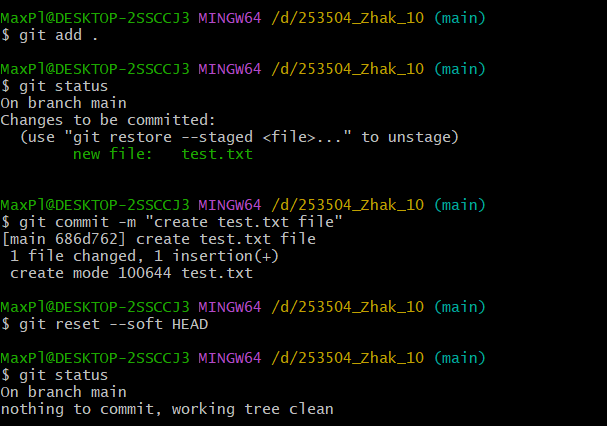 MaxPl@DESKTOP-2SSCCJ3 MINGW64 /d/253504_Zhak_10 (main)
$ git add .
MaxPl@DESKTOP-2SSCCJ3 MINGW64 /d/253504_Zhak_10 (main)
$ git status
On branch main
Changes to be committed:
  (use "git restore --staged <file>..." to unstage)
        new file:   test.txt
MaxPl@DESKTOP-2SSCCJ3 MINGW64 /d/253504_Zhak_10 (main)
$ git commit -m "create test.txt file"
[main 686d762] create test.txt file
 1 file changed, 1 insertion(+)
 create mode 100644 test.txt
MaxPl@DESKTOP-2SSCCJ3 MINGW64 /d/253504_Zhak_10 (main)
$ git reset --soft HEAD
MaxPl@DESKTOP-2SSCCJ3 MINGW64 /d/253504_Zhak_10 (main)
$ git status
On branch main
nothing to commit, working tree clean